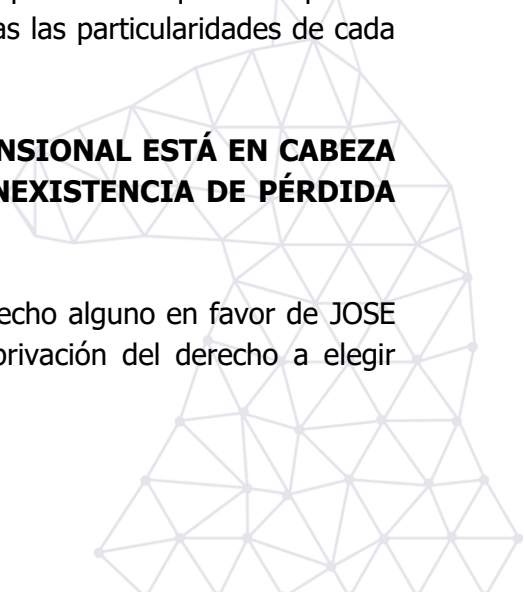 as las particularidades de cada
NSIONAL ESTÁ EN CABEZA
NEXISTENCIA DE PÉRDIDA
echo alguno en favor de JOSE
privación del derecho a elegir